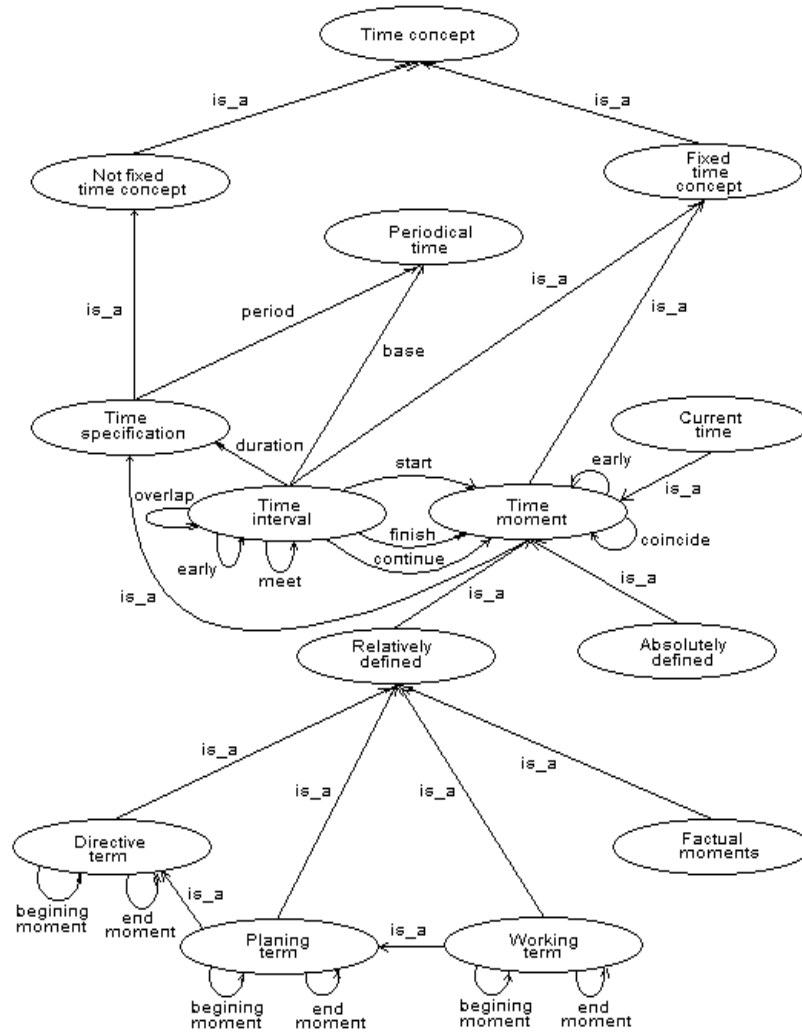 Time concept
is_a
is_a
Not fixed
time concept
Fixed
time
concept
Periodical
time
is_a
period
is_a
is_a
base
Time
specification
Current
time
duration
start
early
is_a
overlap
Time
interval
Time
moment
finish
continue
coincide
early
meet
is_a
is_a
is_a
Relatively
defined
Absolutely
defined
is_a
is_a
is_a
is_a
Directive
term
Factual
moments
is_a
begining
moment
end
moment
Planing
term
is_a
Working
term
begining
moment
end
moment
begining
moment
end
moment